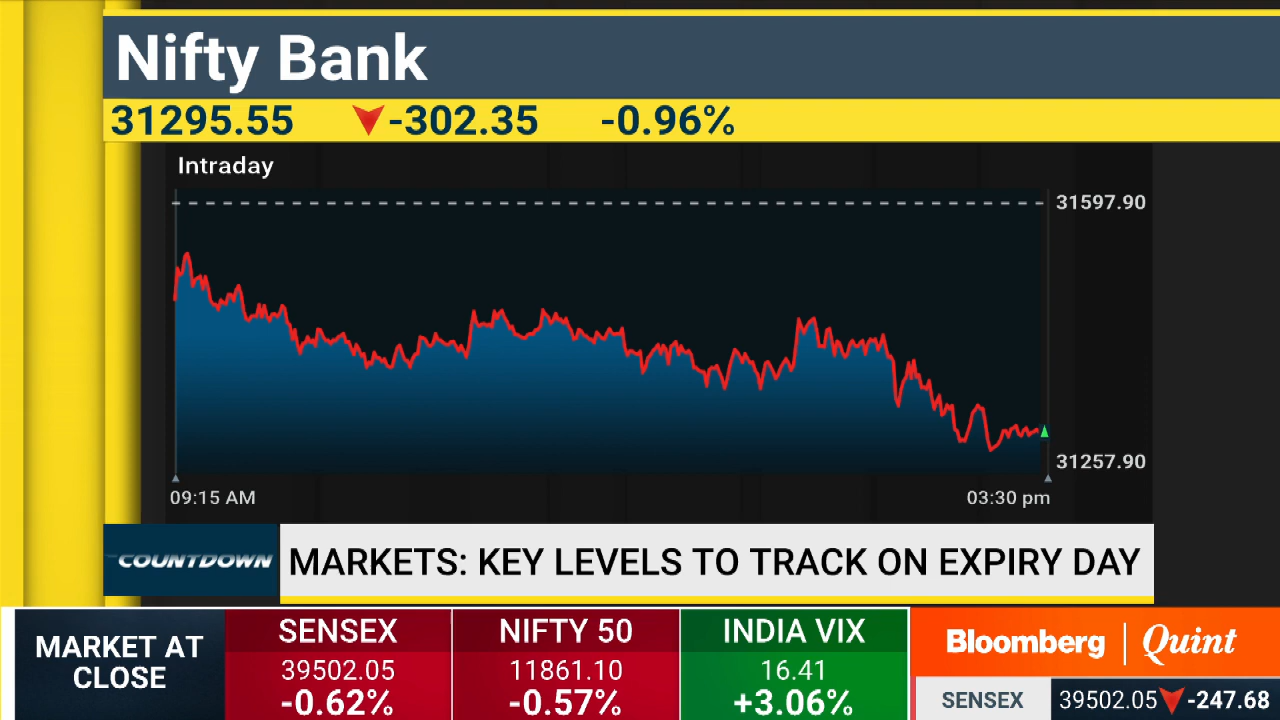 Nifty Bank
31295.55 -302.35 -0.96%
Intraday
31597.90
31257.90
09:15 AM 03:30 pm
COUNTDOWN
MARKETS: KEY LEVELS TO TRACK ON EXPIRY DAY
MARKET AT
CLOSE
SENSEX
39502.05
-0.62%
NIFTY 50
11861.10
-0.57%
INDIA VIX
16.41
+3.06%
Bloomberg | Quint
SENSEX 39502.05 -247.68